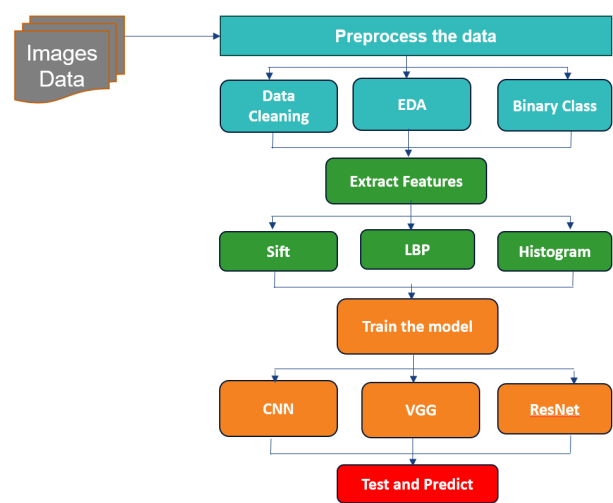 Images
Data
Preprocess the data
Data
Cleaning
EDA
Binary Class
Extract Features
Sift
LBP
Histogram
Train the model
CNN
VGG
ResNet
Test and Predict